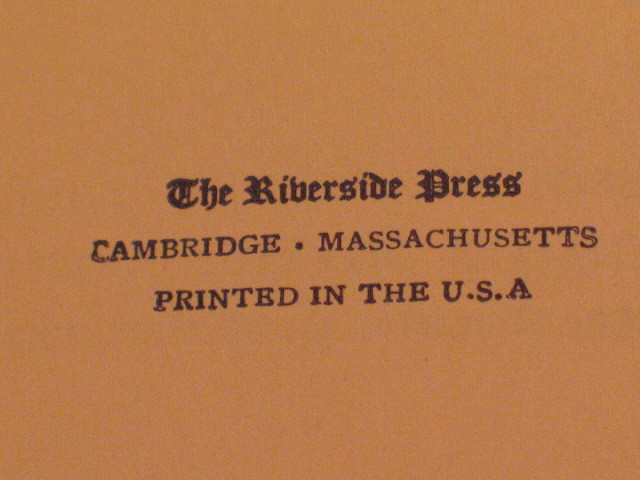 The Riverside Press
CAMBRIDGE • MASSACHUSETTS
PRINTED IN THE U.S.A